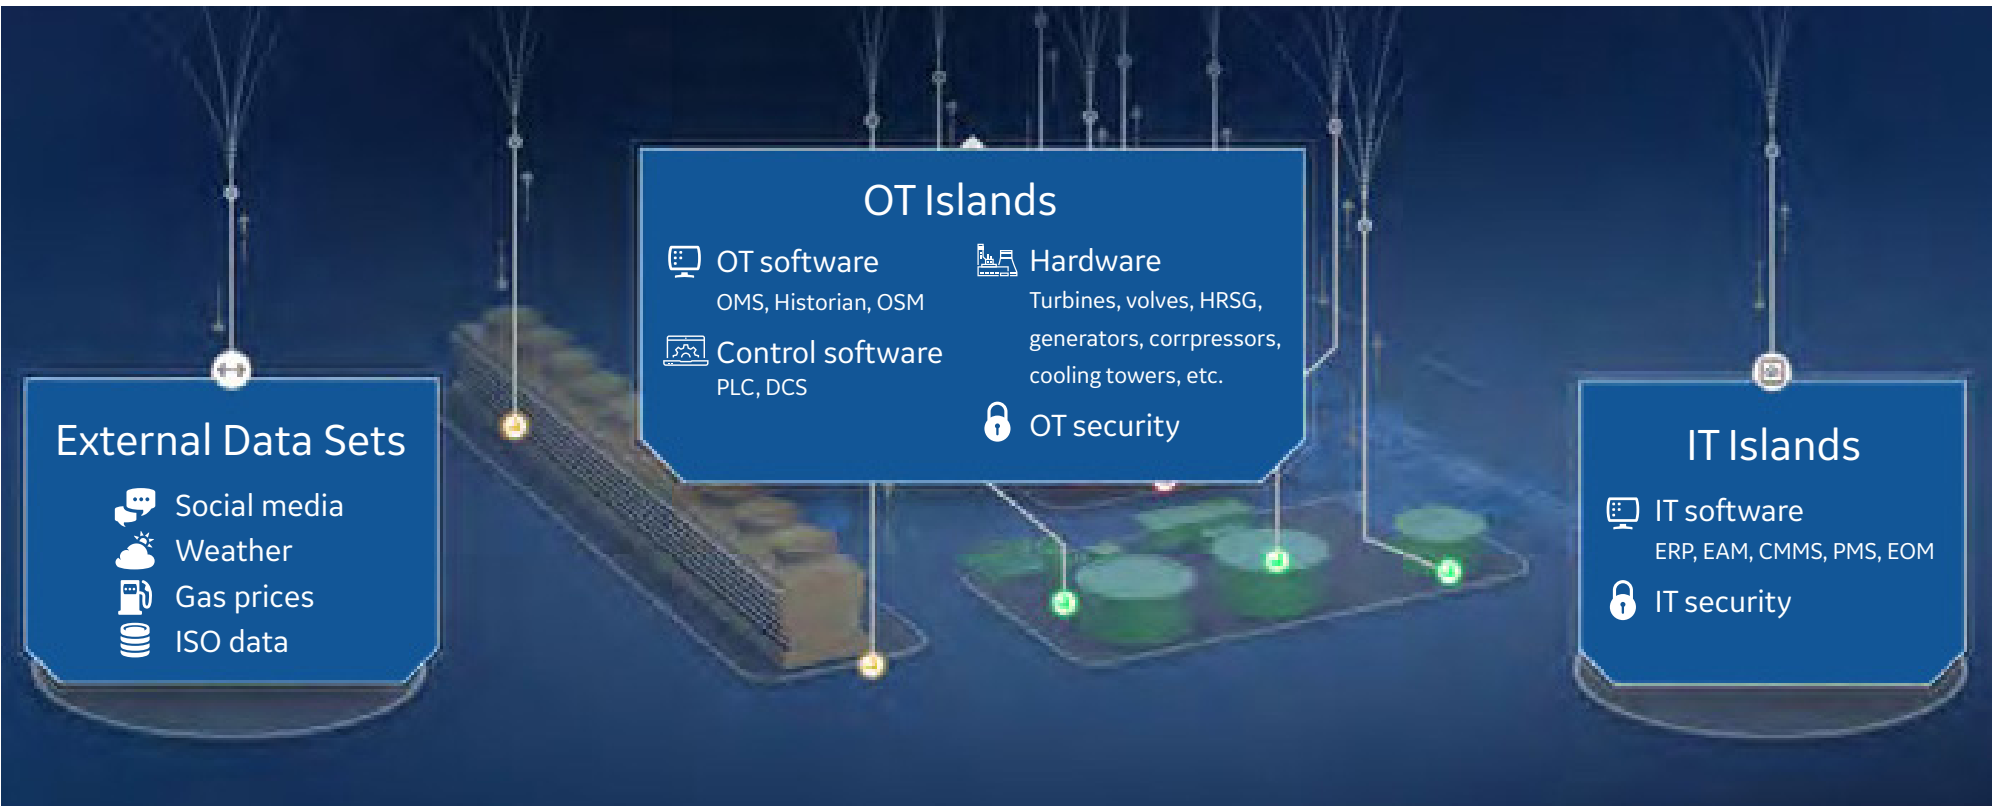 External Data Sets
Social media
Weather
Gas prices
ISO data
OT Islands
OT software
OMS, Historian, OSM
Control software
PLC, DCS
Hardware
Turbines, volves, HRSG,
generators, corrpressors,
cooling towers, etc.
OT security
IT Islands
IT software
ERP, EAM, CMMS, PMS, EOM
IT security